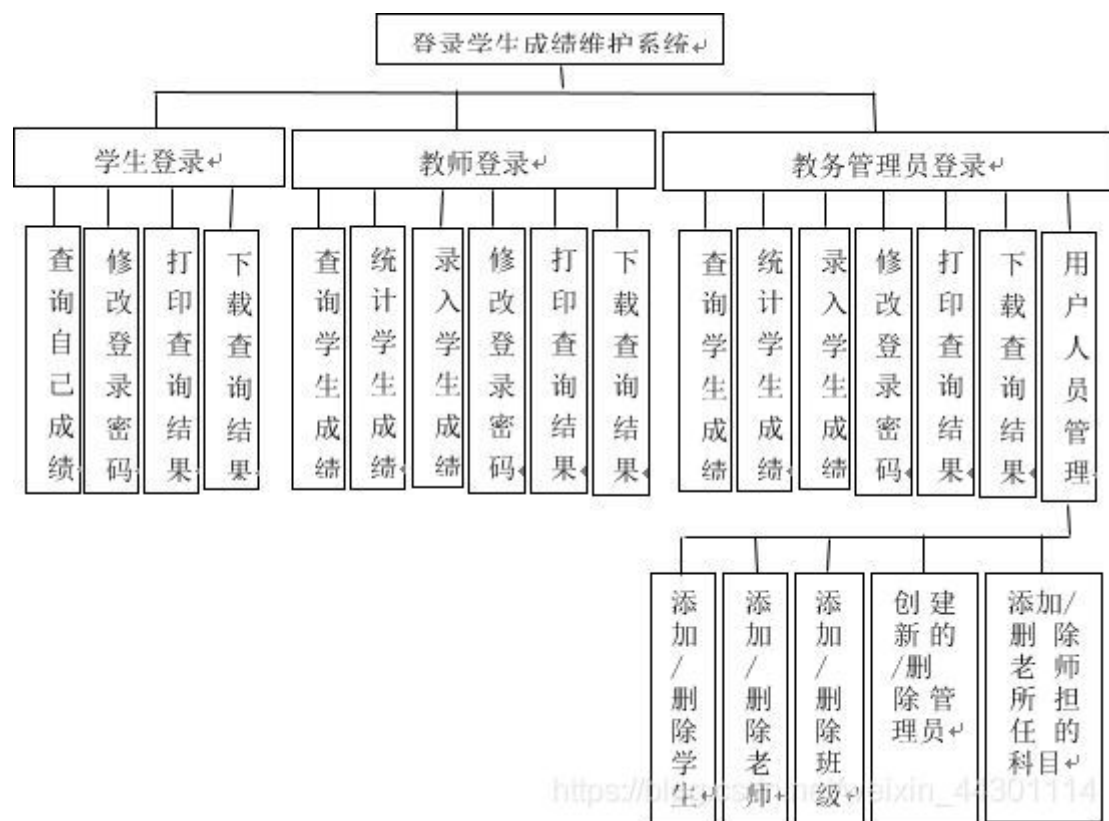 登录学生成绩维护系统
学生登录
教师登录
教务管理员登录
查询自己成绩
修改登录密码
打印查询结果
下载查询结果
查询学生成绩
统计学生成绩
录入学生成绩
修改登录密码
打印查询结果
下载查询结果
查询学生成绩
统计学生成绩
录入学生成绩
修改登录密码
打印查询结果
下载查询结果
用户人员管理
添加/删除学生
添加/删除老师
添加/删除班级
创建
新的
/删
除管
理员
添加/
删除
老师
所担
任的
科目
https://blog.csdn.net/weixin_44301114